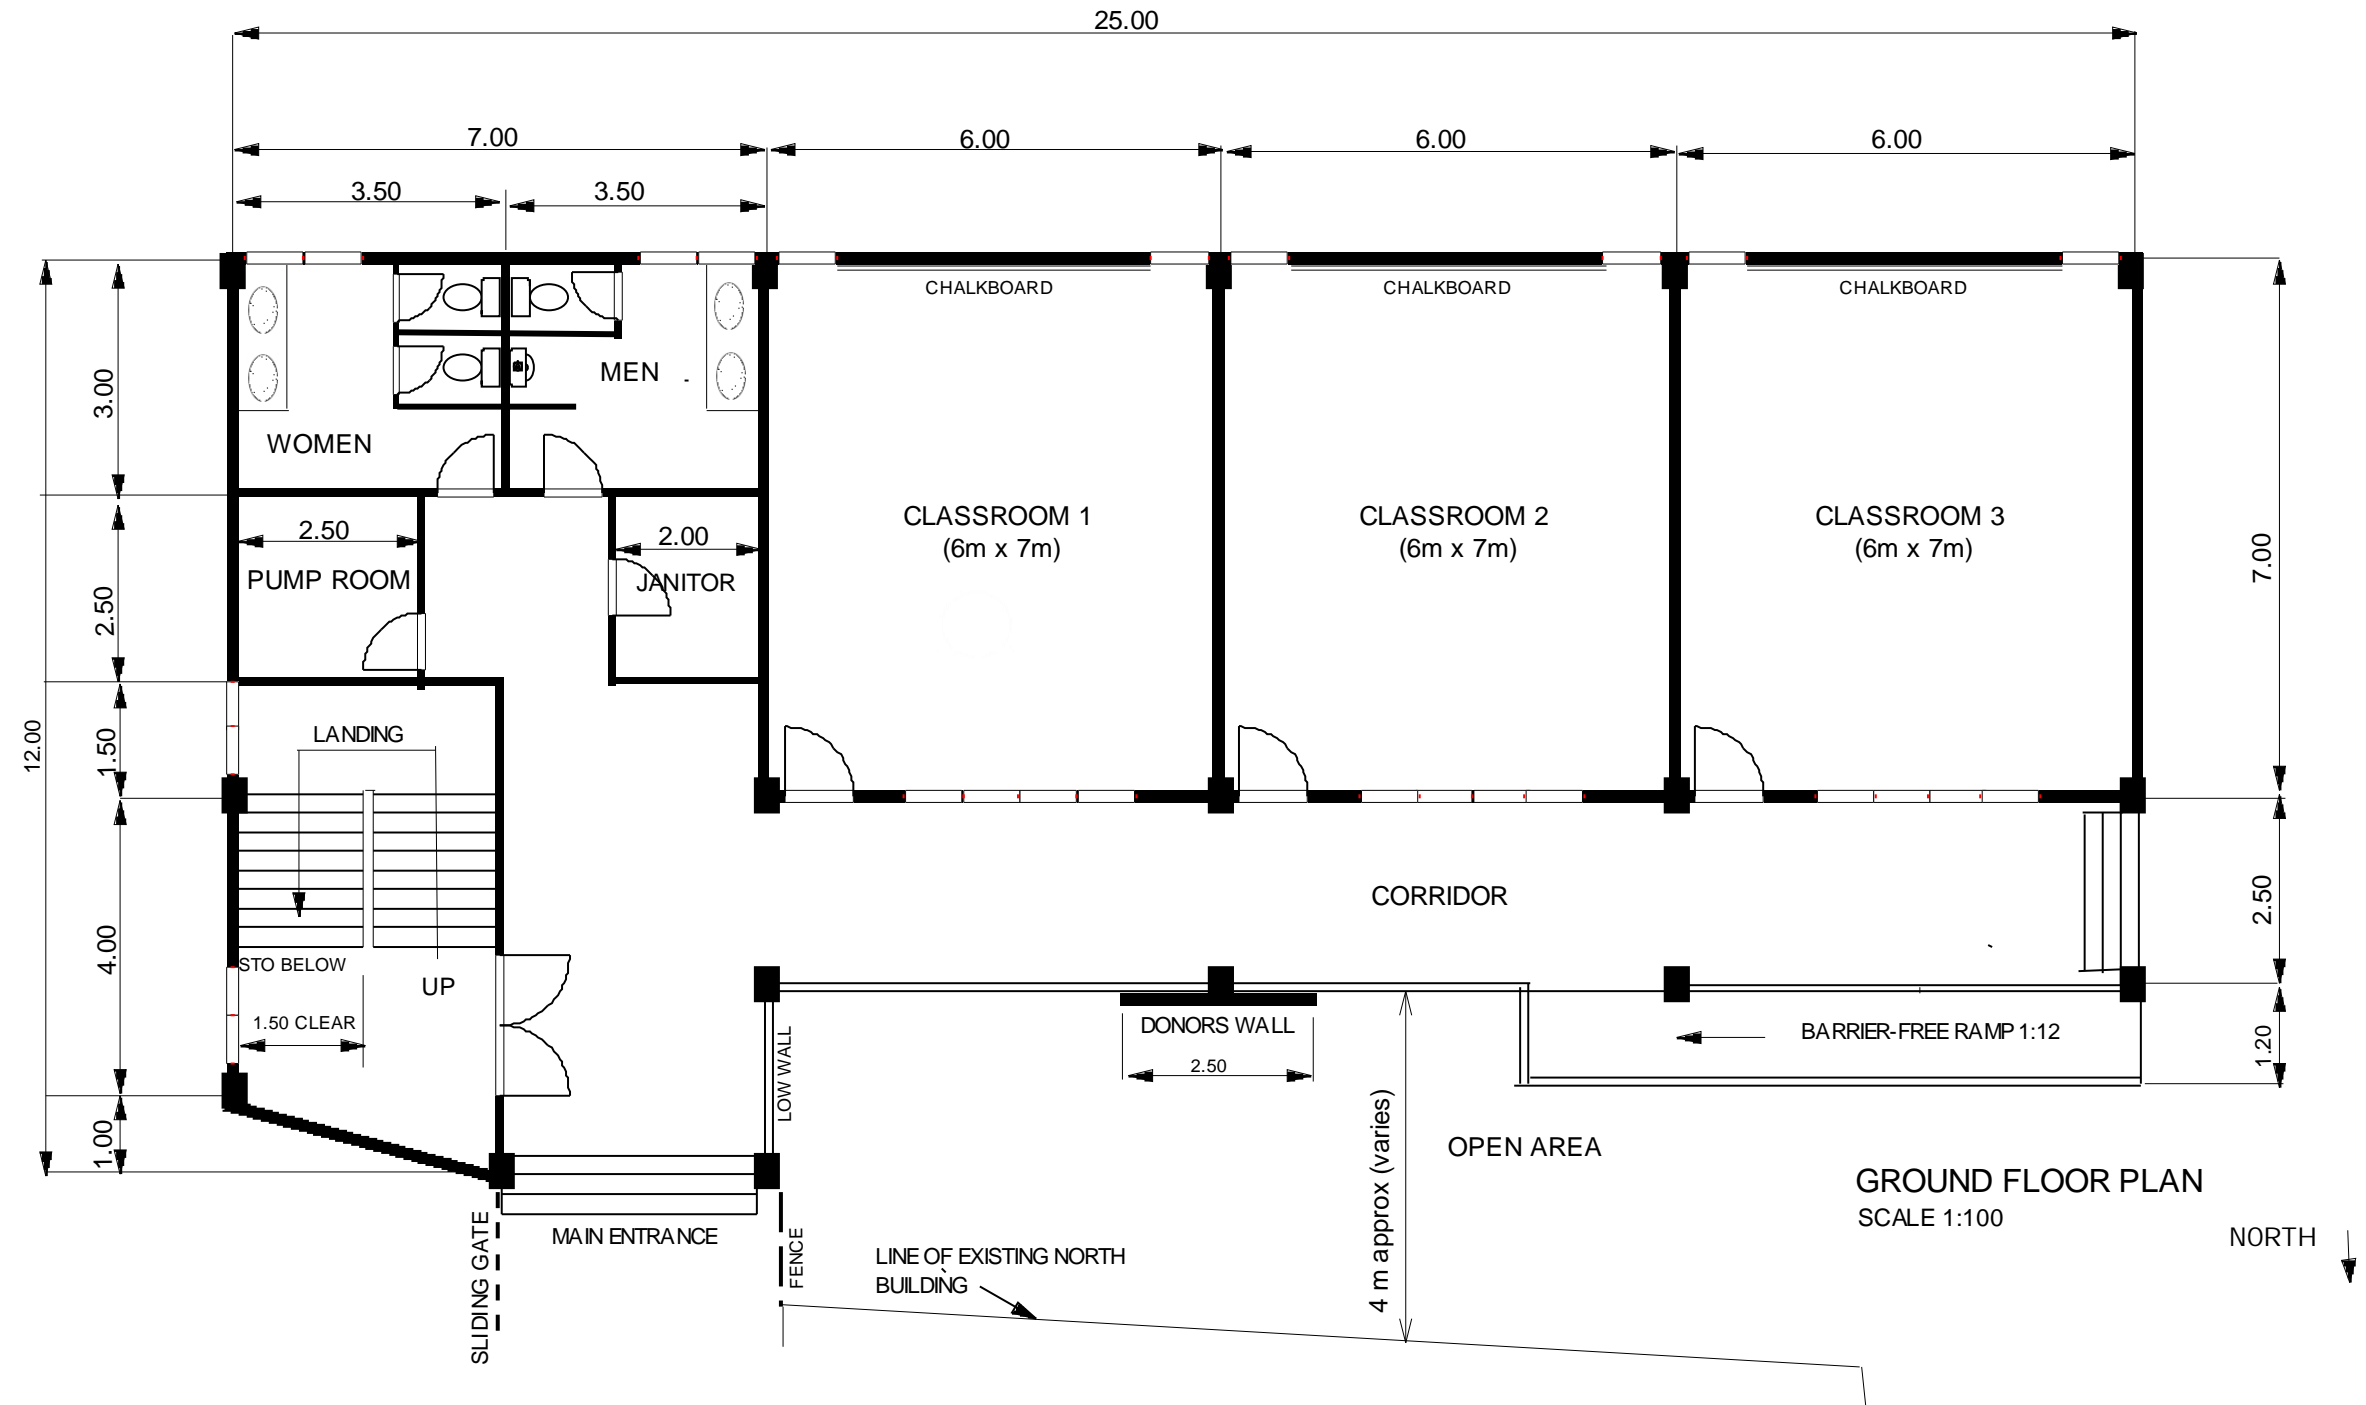 25.00
7.00
6.00
6.00
6.00
3.50
3.50
CHALKBOARD
CHALKBOARD
CHALKBOARD
3.00
MEN
WOMEN
CLASSROOM 1
(6m x 7m)
CLASSROOM 2
(6m x 7m)
CLASSROOM 3
(6m x 7m)
2.50
2.00
PUMP ROOM
JANITOR
2.50
7.00
12.00
1.50
LANDING
CORRIDOR
2.50
4.00
STO BELOW
UP
1.50 CLEAR
LOW WALL
DONORS WALL
2.50
BARRIER-FREE RAMP 1:12
1.20
1.00
4 m approx (varies)
OPEN AREA
GROUND FLOOR PLAN
SCALE 1:100
NORTH
MAIN ENTRANCE
SLIDING GATE
FENCE
LINE OF EXISTING NORTH
BUILDING